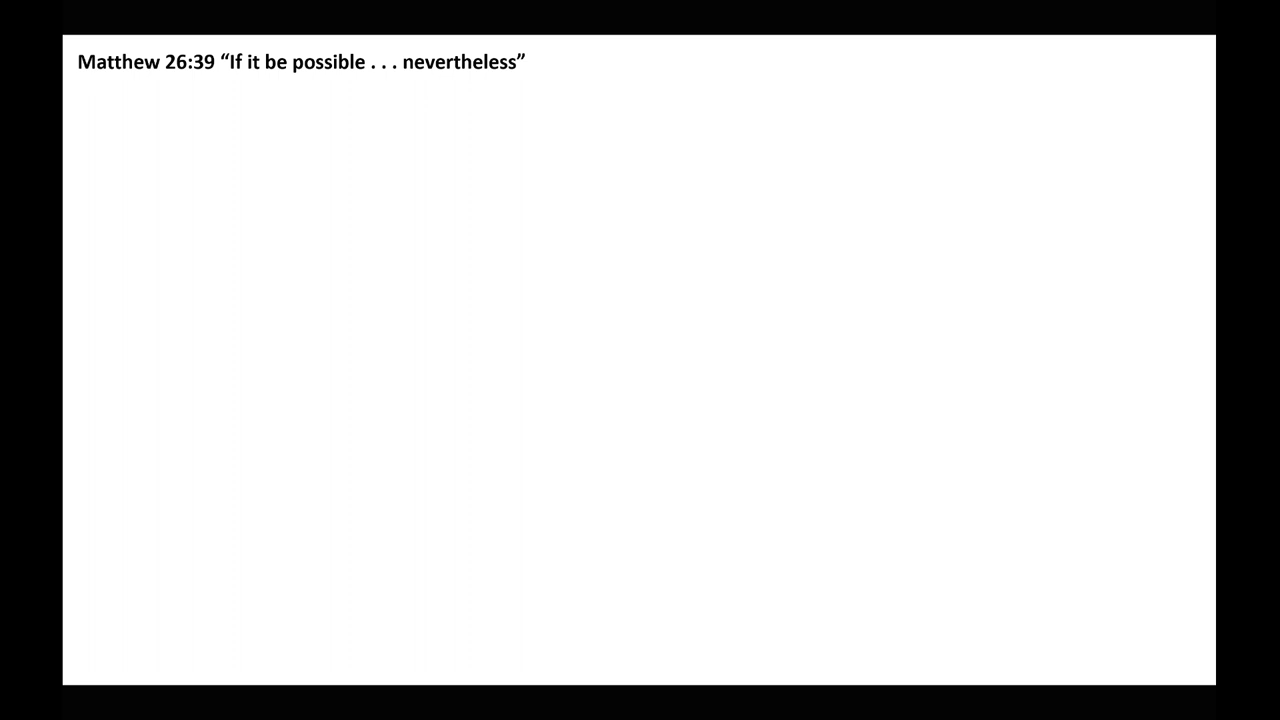 Matthew 26:39 “If it be possible . . . nevertheless”